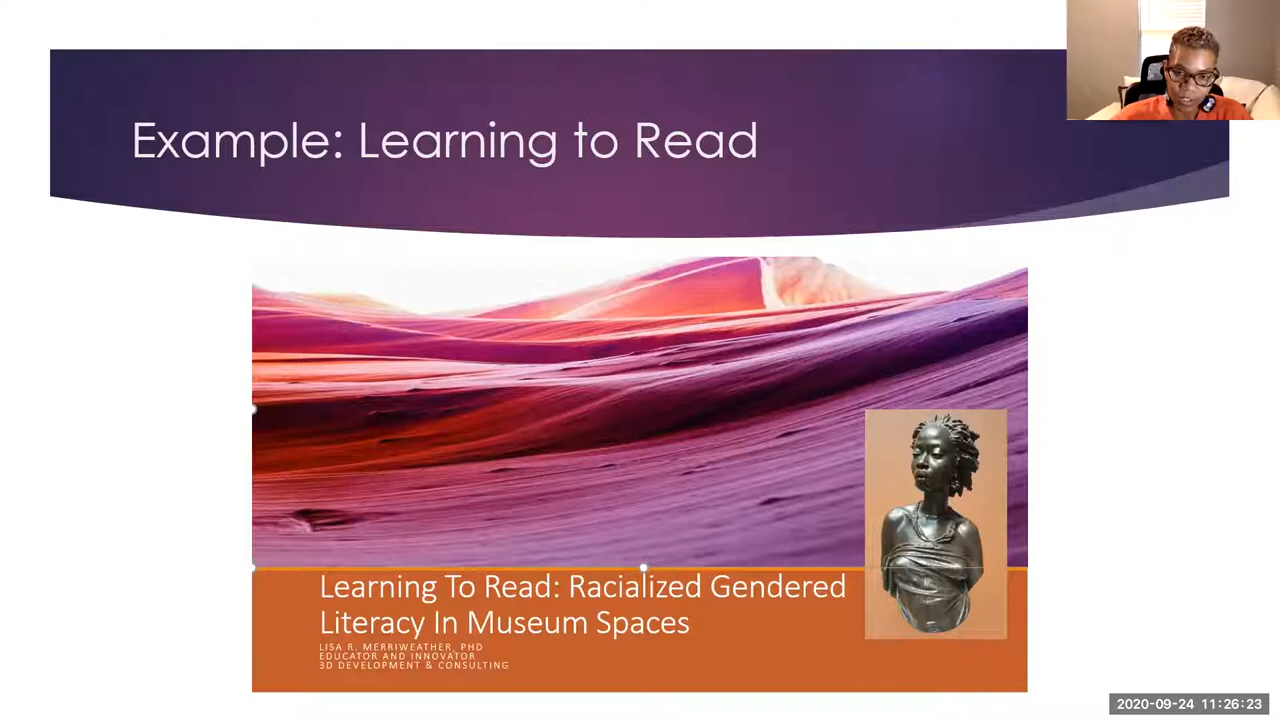 Example: Learning to Read
Learning To Read: Racialized Gendered
Literacy In Museum Spaces
LISA R. MERRIWEATHER, PHD
EDUCATOR AND INNOVATOR
3D DEVELOPMENT & CONSULTING
2020-09-24 11:26:23